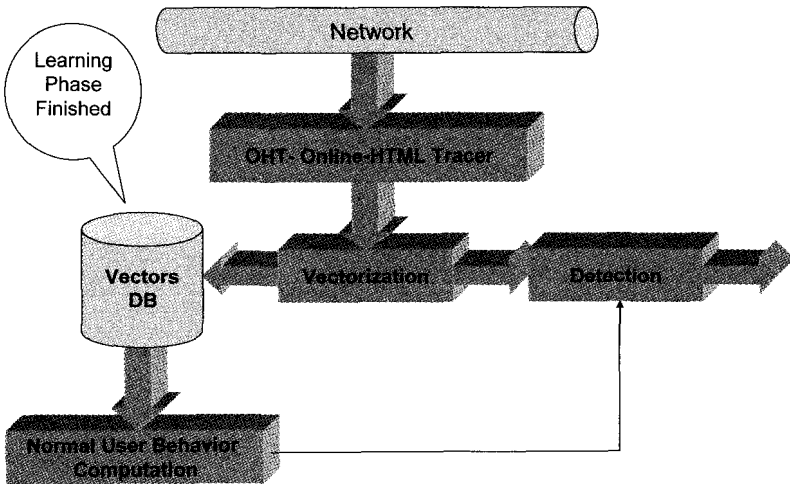 Network
Learning
Phase
Finished
OHT- Online-HTML Tracer
Vectors
DB
Vectorization
Detection
Normal User Behavior
Computation